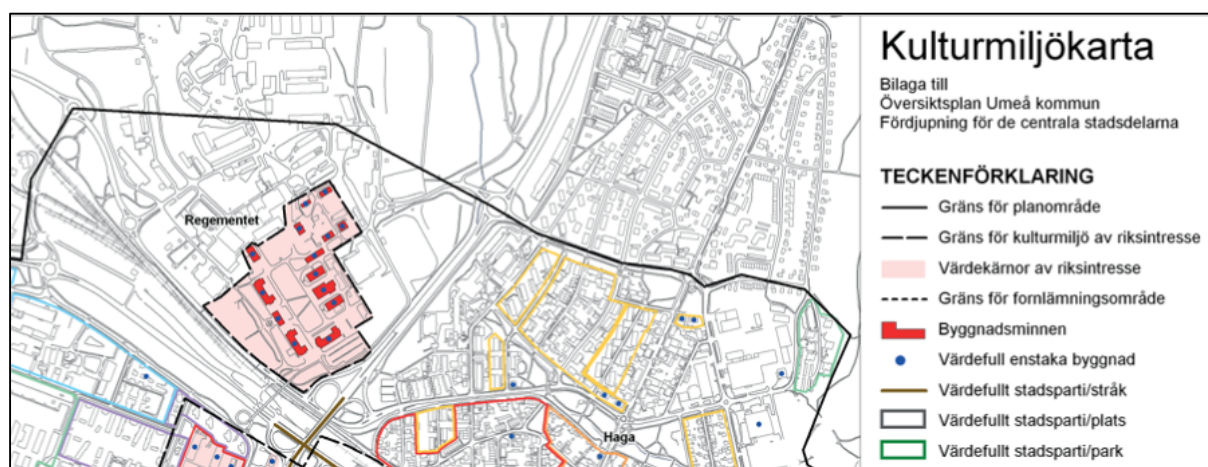 Kulturmiljökarta
Bilaga till
Översiktsplan Umeå kommun
Fördjupning för de centrala stadsdelarna
TECKENFÖRKLARING
Gräns för planområde
Gräns för kulturmiljö av riksintresse
Värdekärnor av riksintresse
Gräns för fornlämningsområde
Byggnadsminnen
Värdefull enstaka byggnad
Värdefullt stadsparti/stråk
Värdefullt stadsparti/plats
Värdefullt stadsparti/park
Regementet
Haga